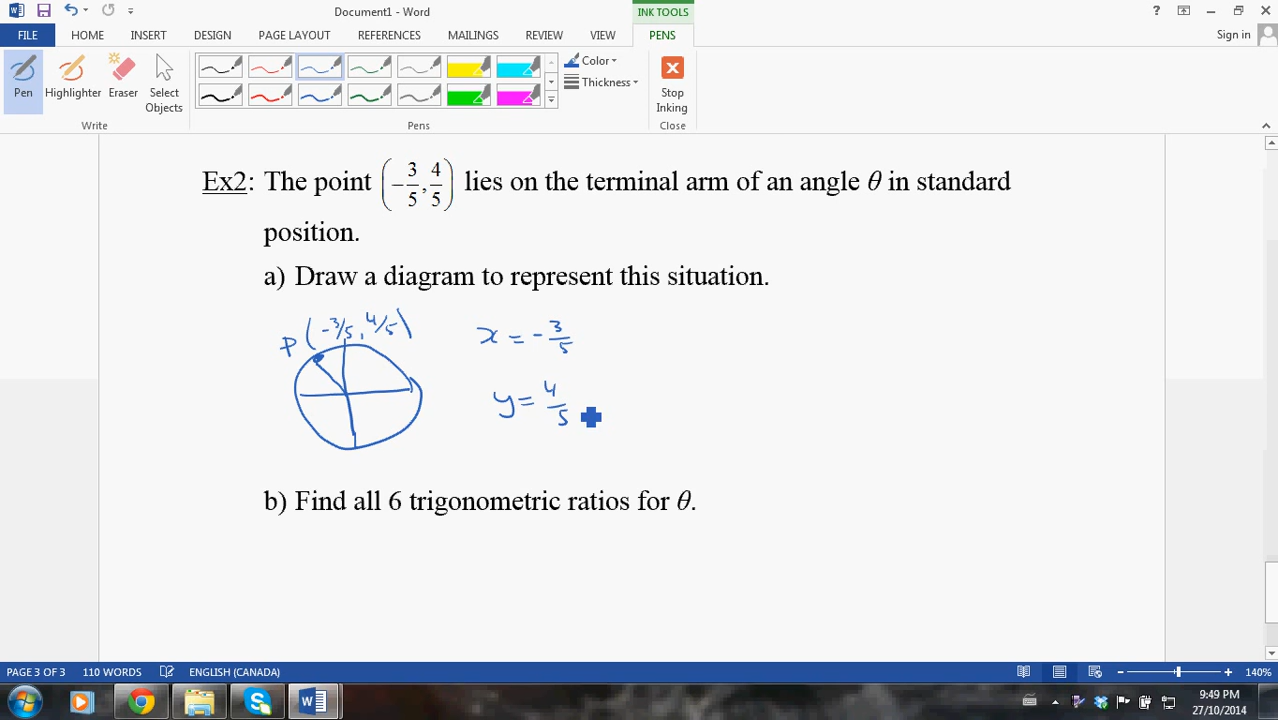 Document1 - Word
INK TOOLS
?
FILE HOME INSERT DESIGN PAGE LAYOUT REFERENCES MAILINGS REVIEW VIEW PENS Sign in
Pen Highlighter Eraser Select Objects
Color
Thickness
Stop Inking
Write Pens Close
Ex2: The point (-3/5, 4/5) lies on the terminal arm of an angle θ in standard
position.
a) Draw a diagram to represent this situation.
P (-3/5, 4/5) x = -3/5
y = 4/5
b) Find all 6 trigonometric ratios for θ.
PAGE 3 OF 3 110 WORDS ENGLISH (CANADA) 140%
9:49 PM
27/10/2014